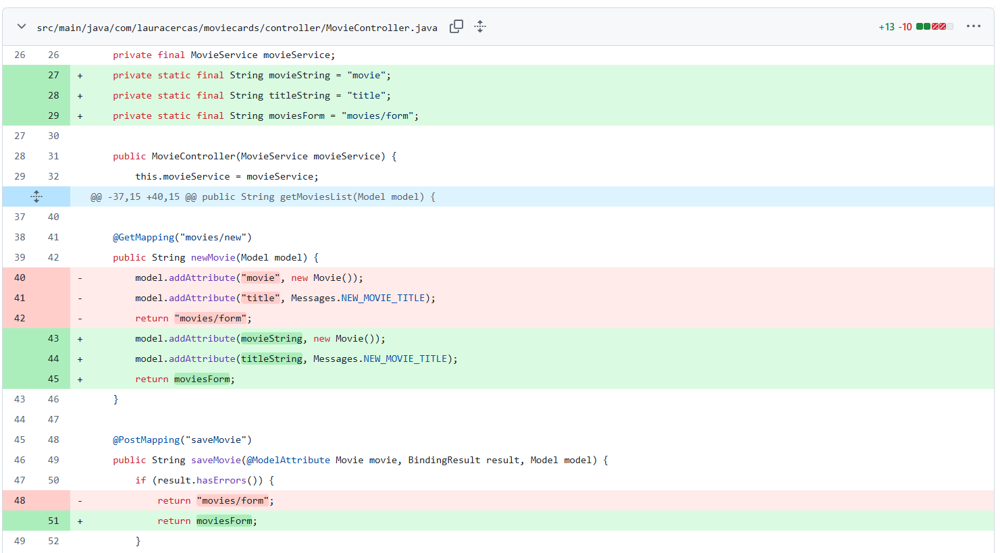 src/main/java/com/lauracercas/moviecards/controller/MovieController.java +13 -10
26 26 private final MovieService movieService;
27 + private static final String movieString = "movie";
28 + private static final String titleString = "title";
29 + private static final String moviesForm = "movies/form";
27 30
28 31 public MovieController(MovieService movieService) {
29 32 this.movieService = movieService;
@@ -37,15 +40,15 @@ public String getMoviesList(Model model) {
37 40
38 41 @GetMapping("movies/new")
39 42 public String newMovie(Model model) {
40 - model.addAttribute("movie", new Movie());
41 - model.addAttribute("title", Messages.NEW_MOVIE_TITLE);
42 - return "movies/form";
43 + model.addAttribute(movieString, new Movie());
44 + model.addAttribute(titleString, Messages.NEW_MOVIE_TITLE);
45 + return moviesForm;
43 46 }
44 47
45 48 @PostMapping("saveMovie")
46 49 public String saveMovie(@ModelAttribute Movie movie, BindingResult result, Model model) {
47 50 if (result.hasErrors()) {
48 - return "movies/form";
51 + return moviesForm;
49 52 }